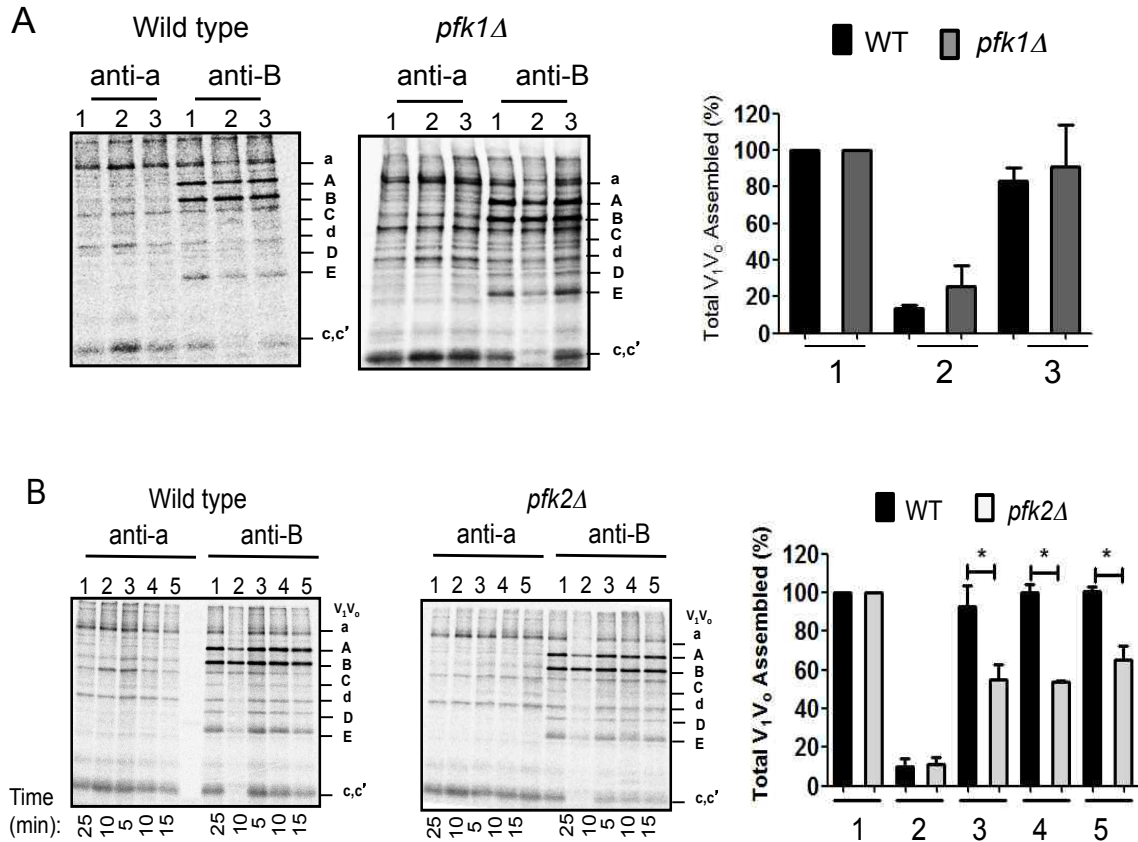 A
Wild type
pfk1Δ
WT pfk1Δ
anti-a anti-B
anti-a anti-B
1 2 3 1 2 3
1 2 3 1 2 3
a
A
B
C
d
D
E
c,c'
a
A
B
C
d
D
E
c,c'
Total V1Vo Assembled (%)
120
100
80
60
40
20
0
1 2 3
B
Wild type
pfk2Δ
WT pfk2Δ
anti-a anti-B
anti-a anti-B
1 2 3 4 5 1 2 3 4 5
1 2 3 4 5 1 2 3 4 5
V1Vo
a
A
B
C
d
D
E
c,c'
V1Vo
a
A
B
C
d
D
E
c,c'
Time
(min):
25 10 5 10 15 25 10 5 10 15
25 10 5 10 15 25 10 5 10 15
Total V1Vo Assembled (%)
120
100
80
60
40
20
0
* * *
1 2 3 4 5